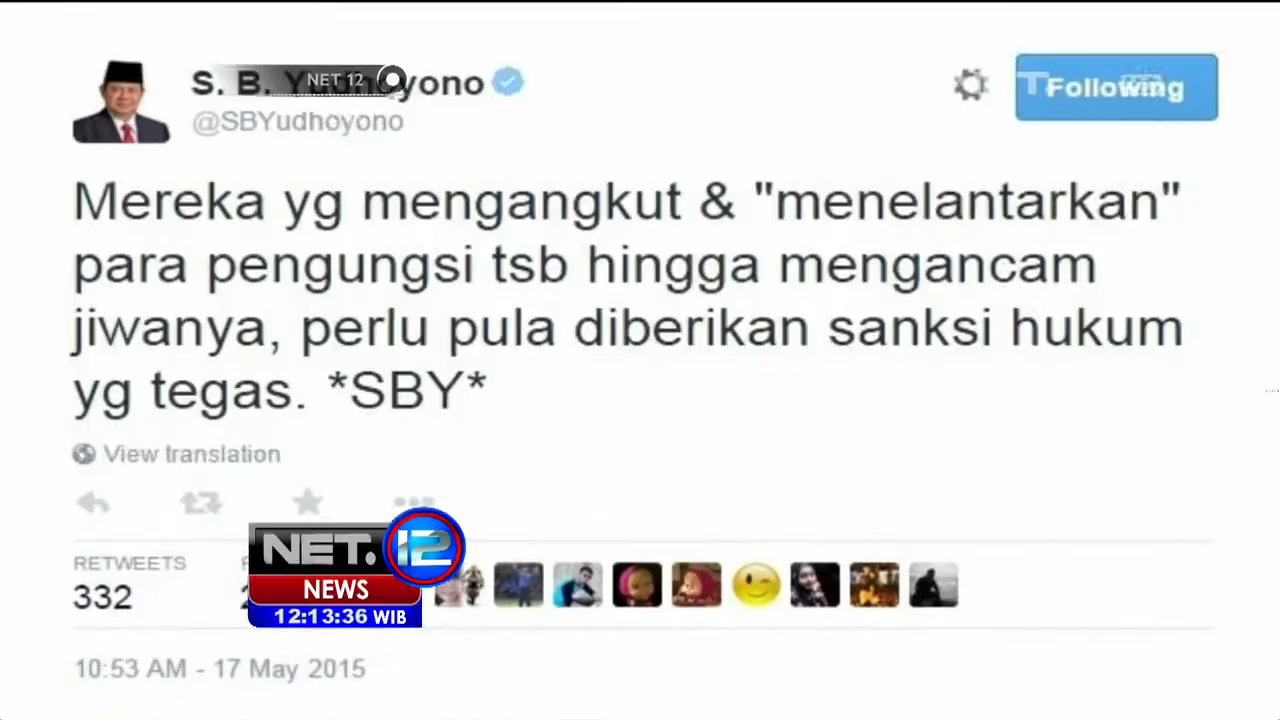 S. B. Yudhoyono
NET 12
Following
@SBYudhoyono
Mereka yg mengangkut & "menelantarkan"
para pengungsi tsb hingga mengancam
jiwanya, perlu pula diberikan sanksi hukum
yg tegas. *SBY*
View translation
RETWEETS
332
NET. 12
NEWS
12:13:36 WIB
10:53 AM - 17 May 2015